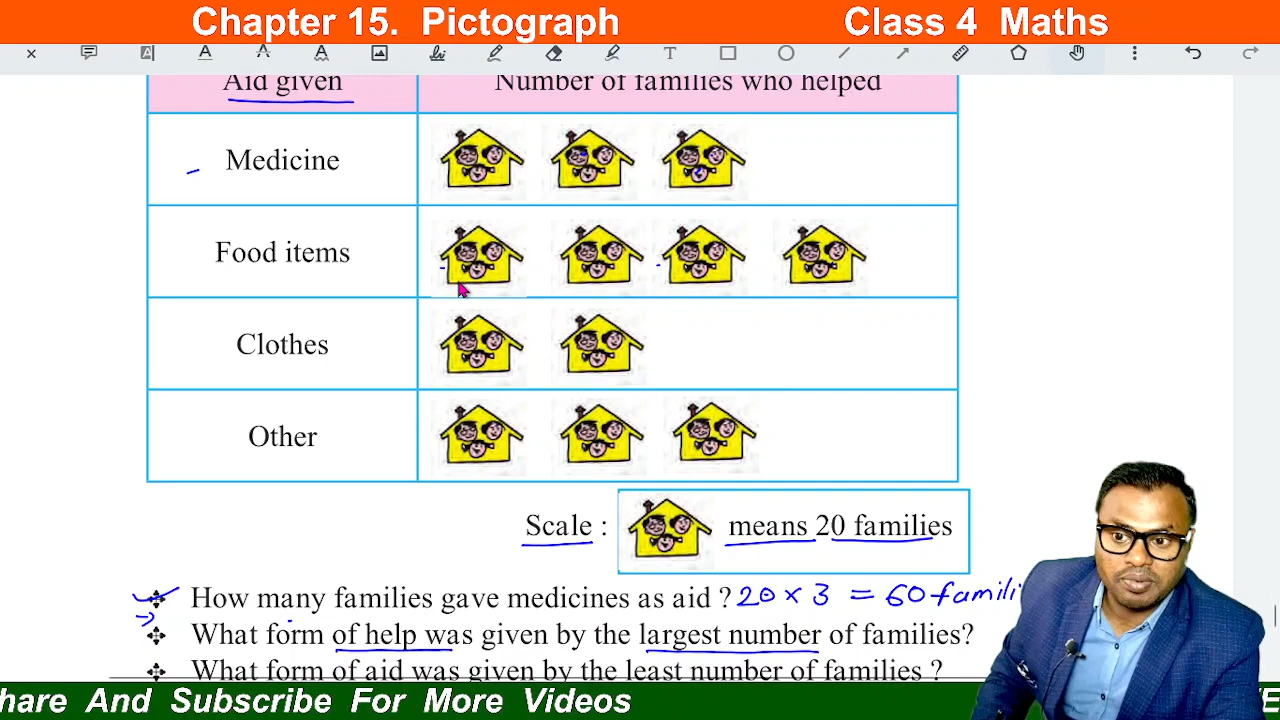 Chapter 15. Pictograph Class 4 Maths
Aid given Number of families who helped
Medicine
Food items
Clothes
Other
Scale : means 20 families
How many families gave medicines as aid ? 20 × 3 = 60 famili
What form of help was given by the largest number of families?
What form of aid was given by the least number of families ?
hare And Subscribe For More Videos